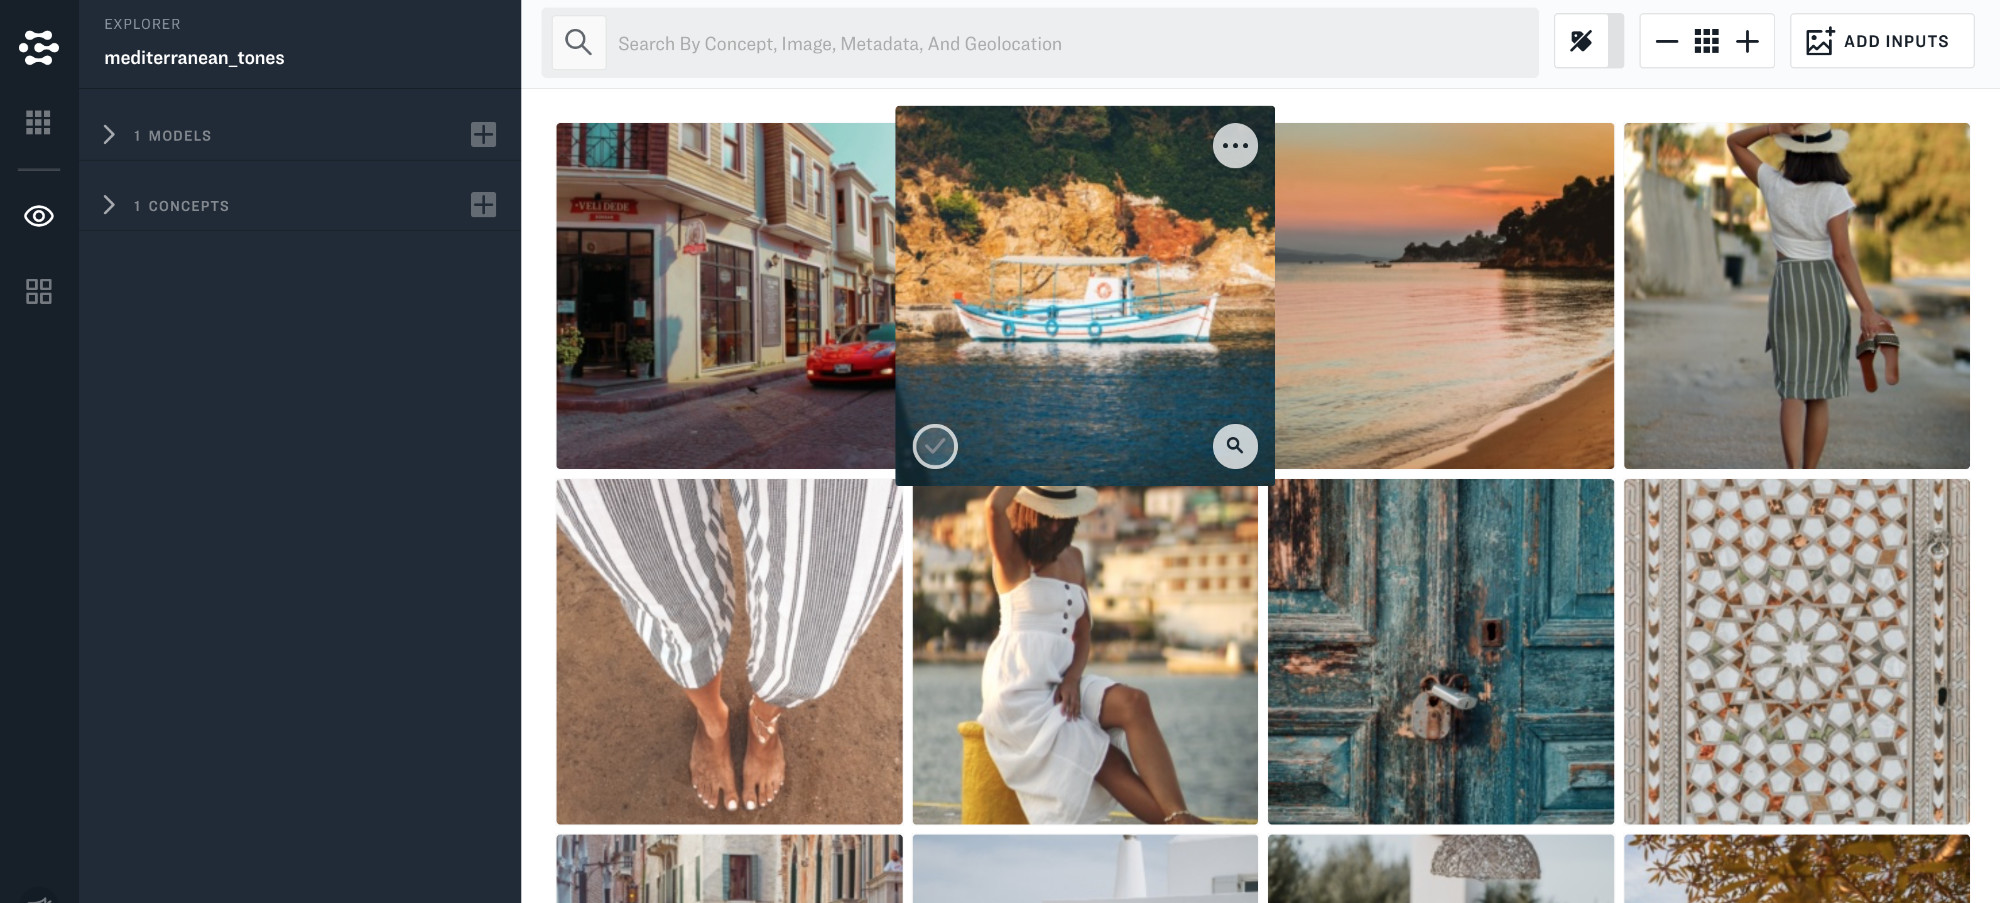 EXPLORER
mediterranean_tones
1 MODELS
1 CONCEPTS
Search By Concept, Image, Metadata, And Geolocation
ADD INPUTS
VELİ DEDE